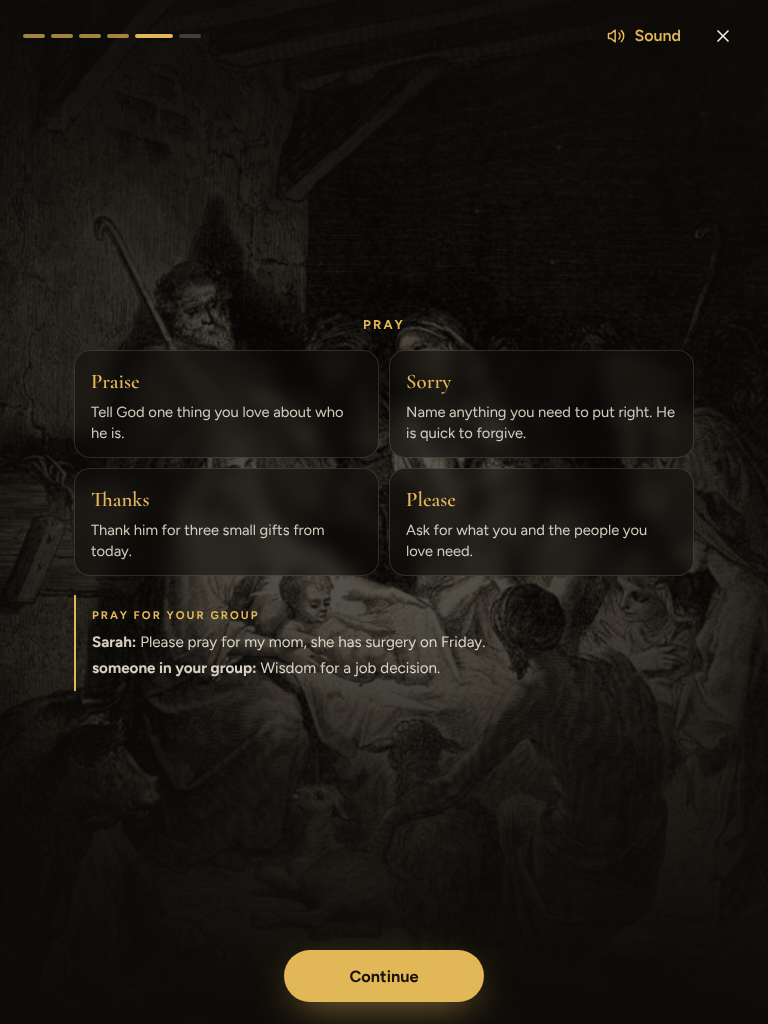 Sound
PRAY
Praise
Tell God one thing you love about who
he is.
Sorry
Name anything you need to put right. He
is quick to forgive.
Thanks
Thank him for three small gifts from
today.
Please
Ask for what you and the people you
love need.
PRAY FOR YOUR GROUP
Sarah: Please pray for my mom, she has surgery on Friday.
someone in your group: Wisdom for a job decision.
Continue